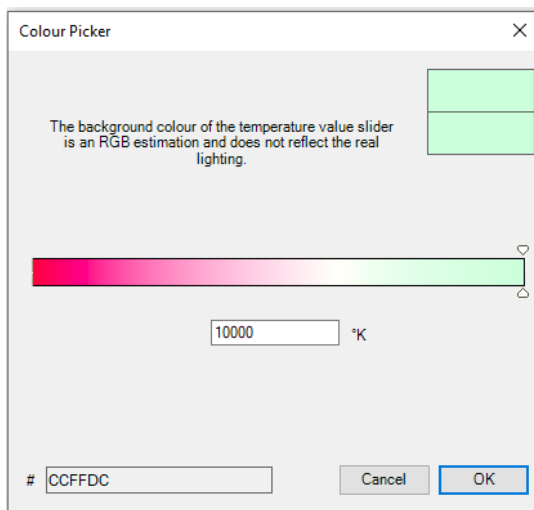 Colour Picker
The background colour of the temperature value slider
is an RGB estimation and does not reflect the real
lighting.
10000 °K
# CCFFDC Cancel OK